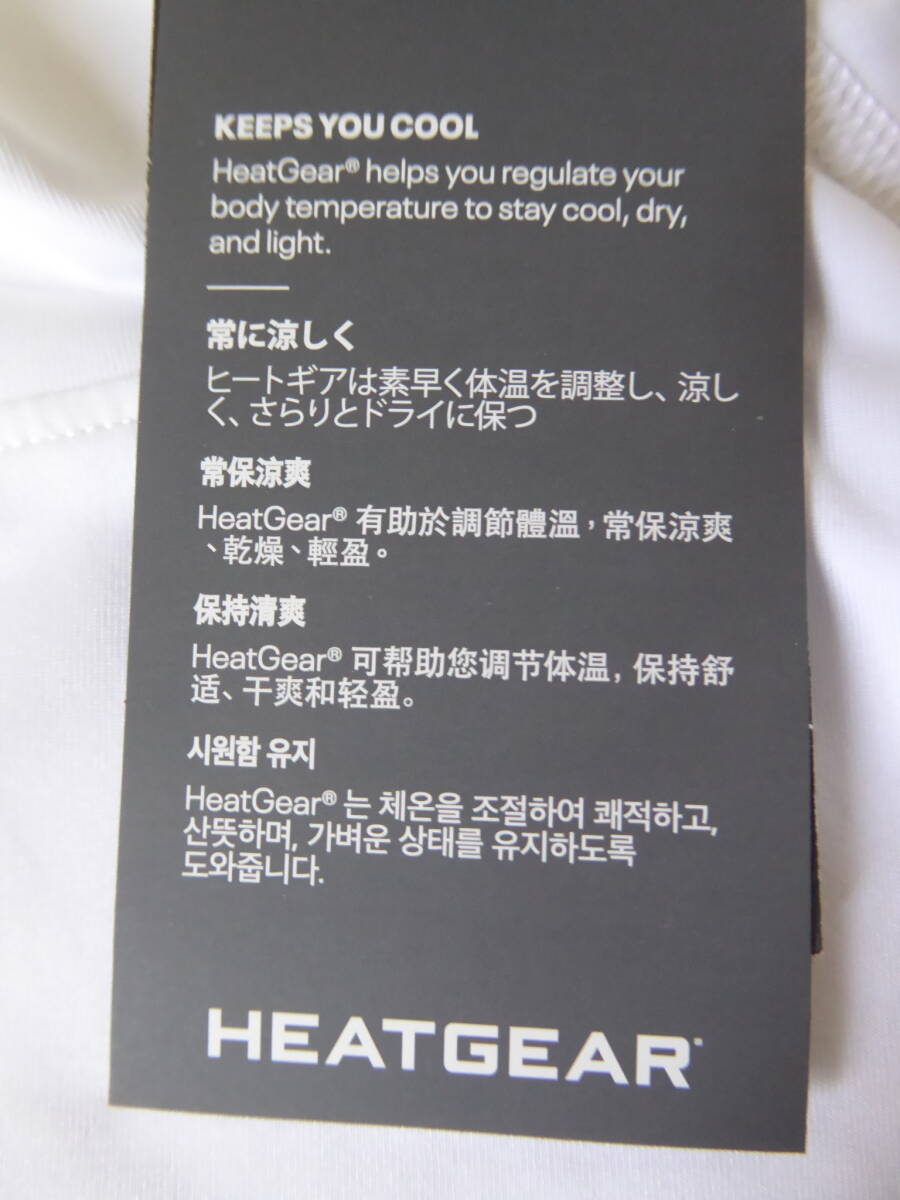 KEEPS YOU COOL
HeatGear® helps you regulate your
body temperature to stay cool, dry,
and light.
常に涼しく
ヒートギアは素早く体温を調整し、涼し
く、さらりとドライに保つ
常保涼爽
HeatGear® 有助於調節體溫，常保涼爽
、乾燥、輕盈。
保持清爽
HeatGear® 可帮助您调节体温, 保持舒
适、干爽和轻盈。
시원함 유지
HeatGear® 는 체온을 조절하여 쾌적하고,
산뜻하며, 가벼운 상태를 유지하도록
도와줍니다.
HEATGEAR